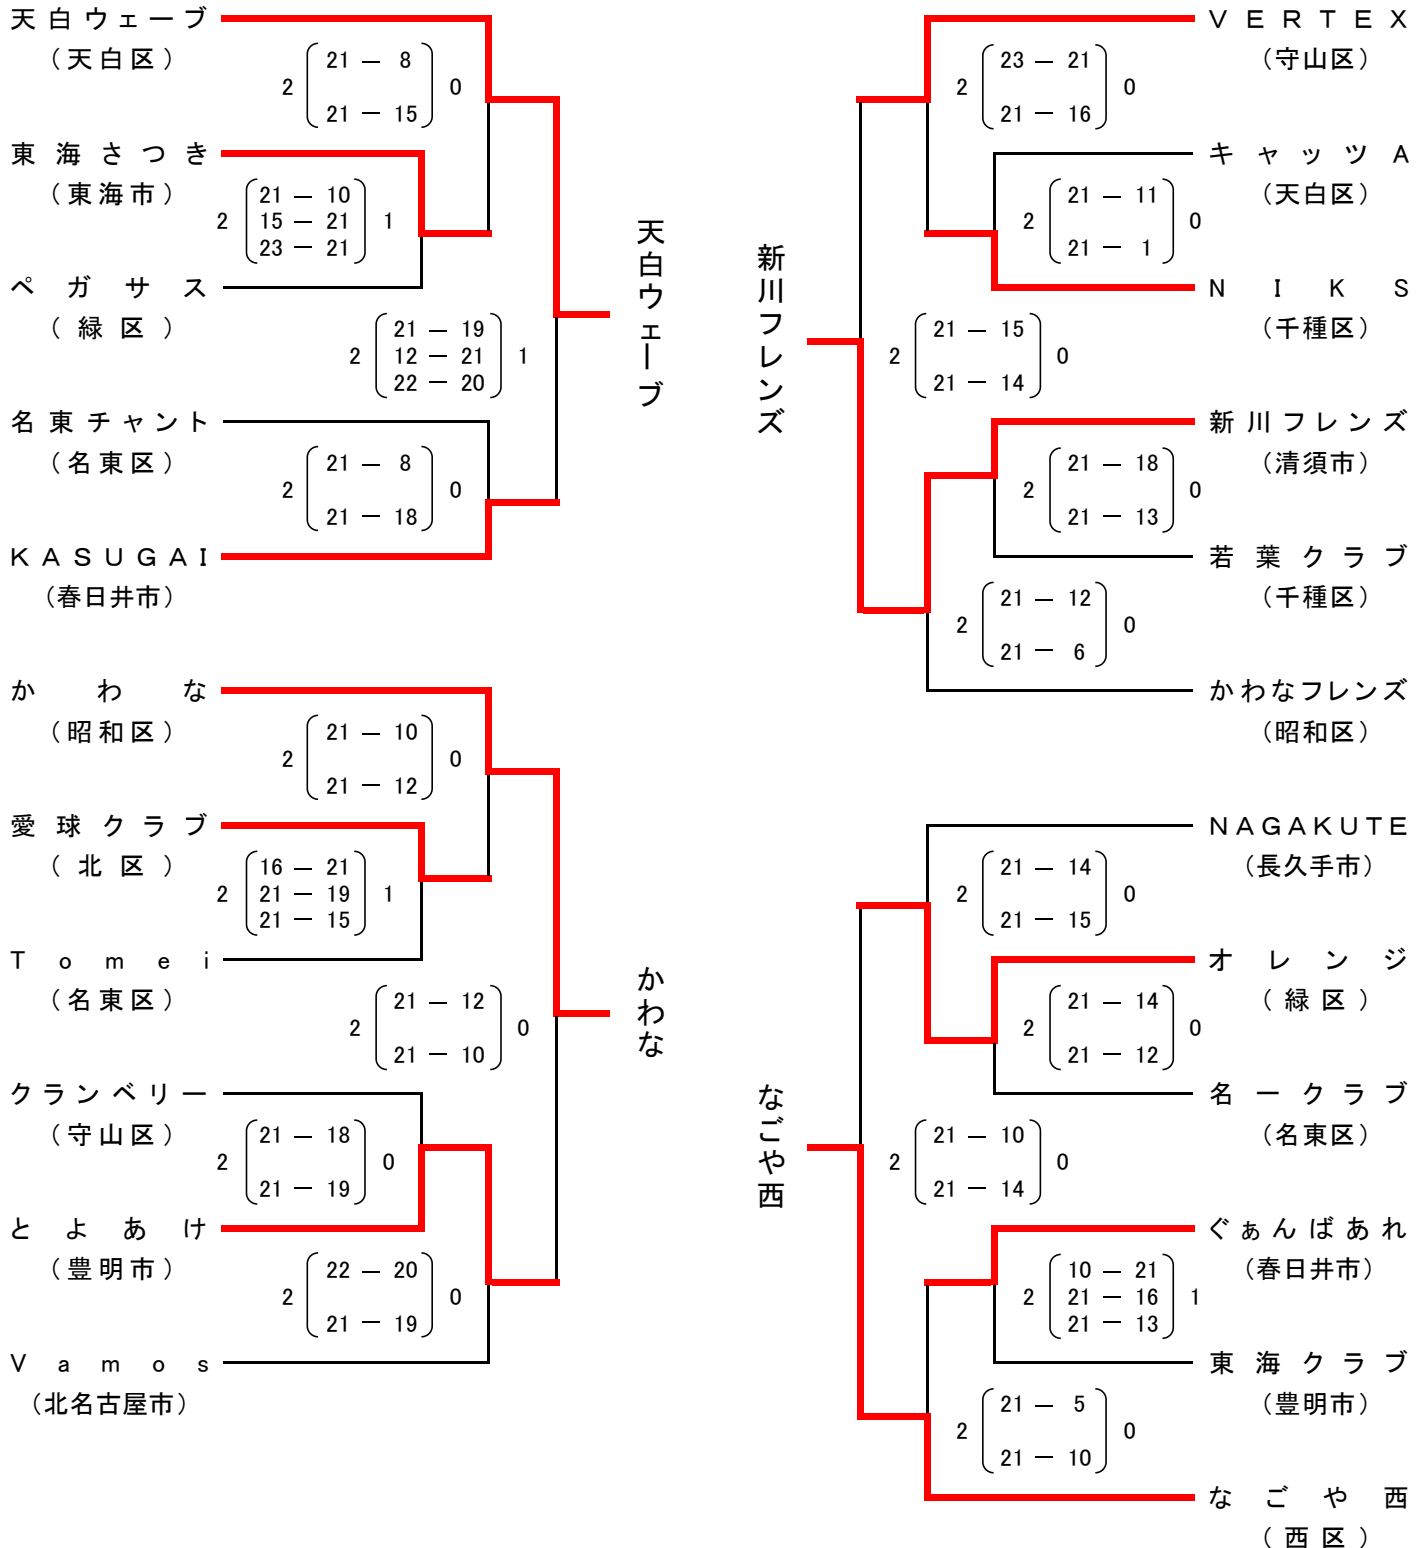 天白ウェーブ
（天白区）
2 21 － 8 0
21 － 15
東海さつき
（東海市）
2 21 － 10 1
15 － 21
23 － 21
ペガサス
（緑区）
2 21 － 19 1
12 － 21
22 － 20
天白ウェーブ
名東チャント
（名東区）
2 21 － 8 0
21 － 18
KASUGAI
（春日井市）
かわな
（昭和区）
2 21 － 10 0
21 － 12
愛球クラブ
（北区）
2 16 － 21 1
21 － 19
21 － 15
Tomei
（名東区）
2 21 － 12 0
21 － 10
かわな
クランベリー
（守山区）
2 21 － 18 0
21 － 19
とよあけ
（豊明市）
2 22 － 20 0
21 － 19
Vamos
（北名古屋市）
VERTEX
（守山区）
2 23 － 21 0
21 － 16
キャッツA
（天白区）
2 21 － 11 0
21 － 1
NIKS
（千種区）
新川フレンズ
2 21 － 15 0
21 － 14
新川フレンズ
（清須市）
2 21 － 18 0
21 － 13
若葉クラブ
（千種区）
2 21 － 12 0
21 － 6
かわなフレンズ
（昭和区）
NAGAKUTE
（長久手市）
2 21 － 14 0
21 － 15
オレンジ
（緑区）
2 21 － 14 0
21 － 12
名一クラブ
（名東区）
なごや西
2 21 － 10 0
21 － 14
ぐぁんばあれ
（春日井市）
2 10 － 21 1
21 － 16
21 － 13
東海クラブ
（豊明市）
2 21 － 5 0
21 － 10
なごや西
（西区）